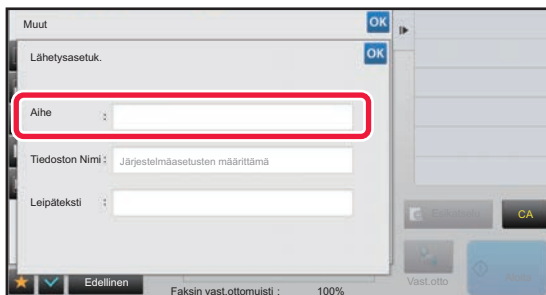 Muut
OK
Lähetysasetuk.
OK
Aihe :
Tiedoston Nimi : Järjestelmäasetusten määrittämä
Leipäteksti :
CA
Edellinen
Faksin vast.ottomuisti : 100%
Vast.otto